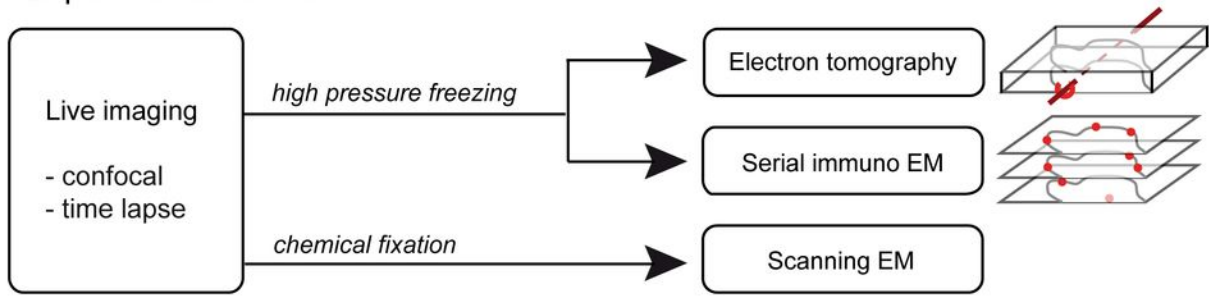 Live imaging
- confocal
- time lapse
high pressure freezing
chemical fixation
Electron tomography
Serial immuno EM
Scanning EM